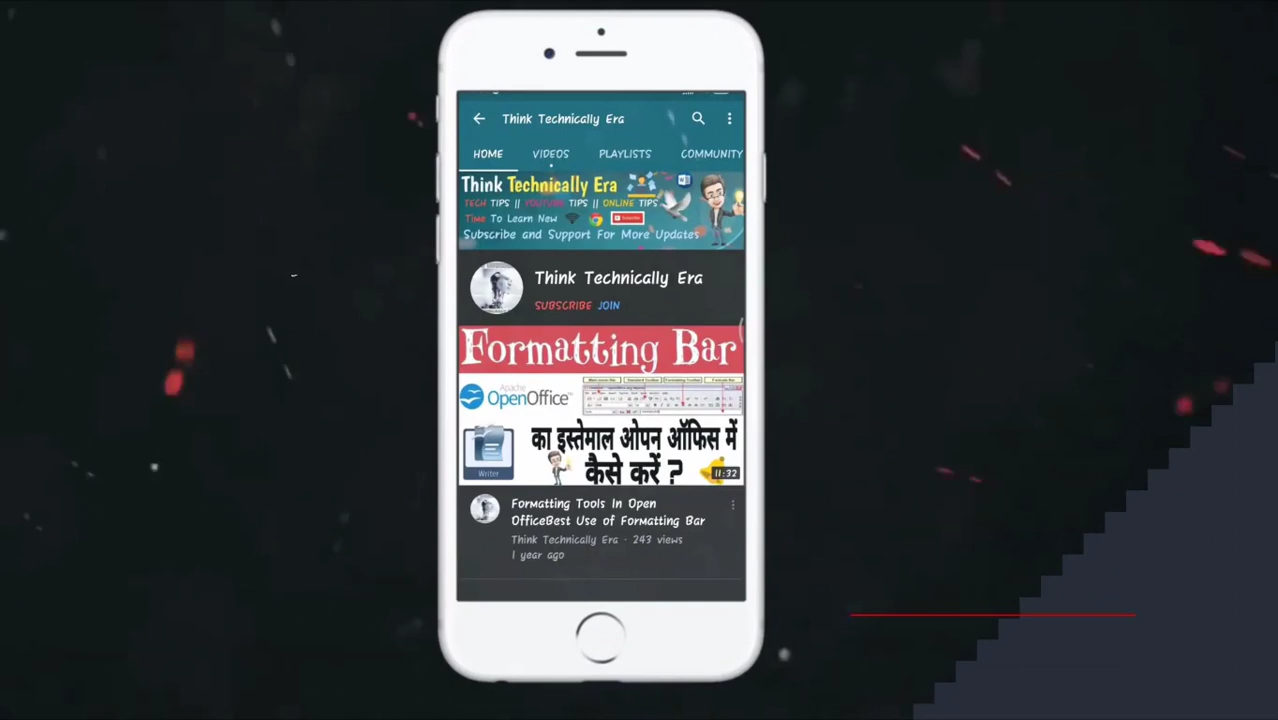 Think Technically Era
HOME VIDEOS PLAYLISTS COMMUNITY
Think Technically Era
TECH TIPS || YOUTUBE TIPS || ONLINE TIPS
Time To Learn New
Subscribe and Support For More Updates
Think Technically Era
SUBSCRIBE JOIN
Formatting Bar
Apache
OpenOffice
का इस्तेमाल ओपन ऑफिस में
कैसे करें ?
Writer
11:32
Formatting Tools In Open
OfficeBest Use of Formatting Bar
Think Technically Era · 243 views
1 year ago